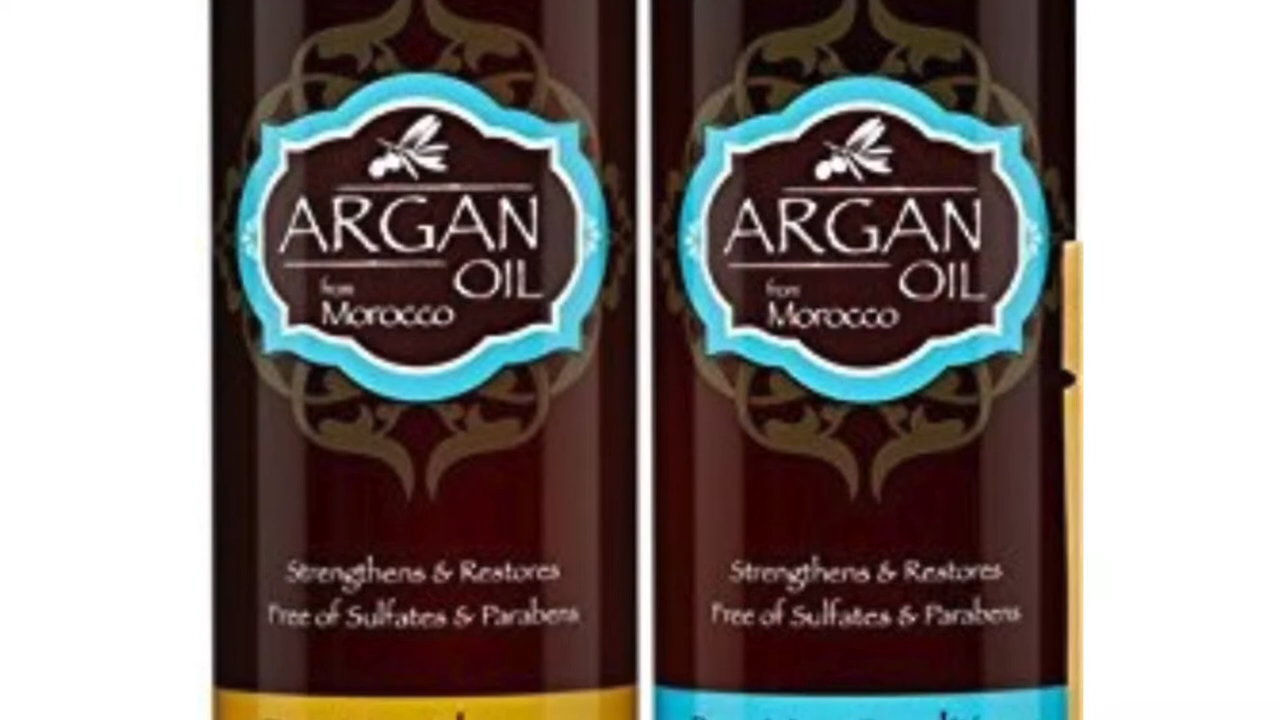 ARGAN
OIL
from
Morocco
Strengthens & Restores
Free of Sulfates & Parabens
ARGAN
OIL
from
Morocco
Strengthens & Restores
Free of Sulfates & Parabens